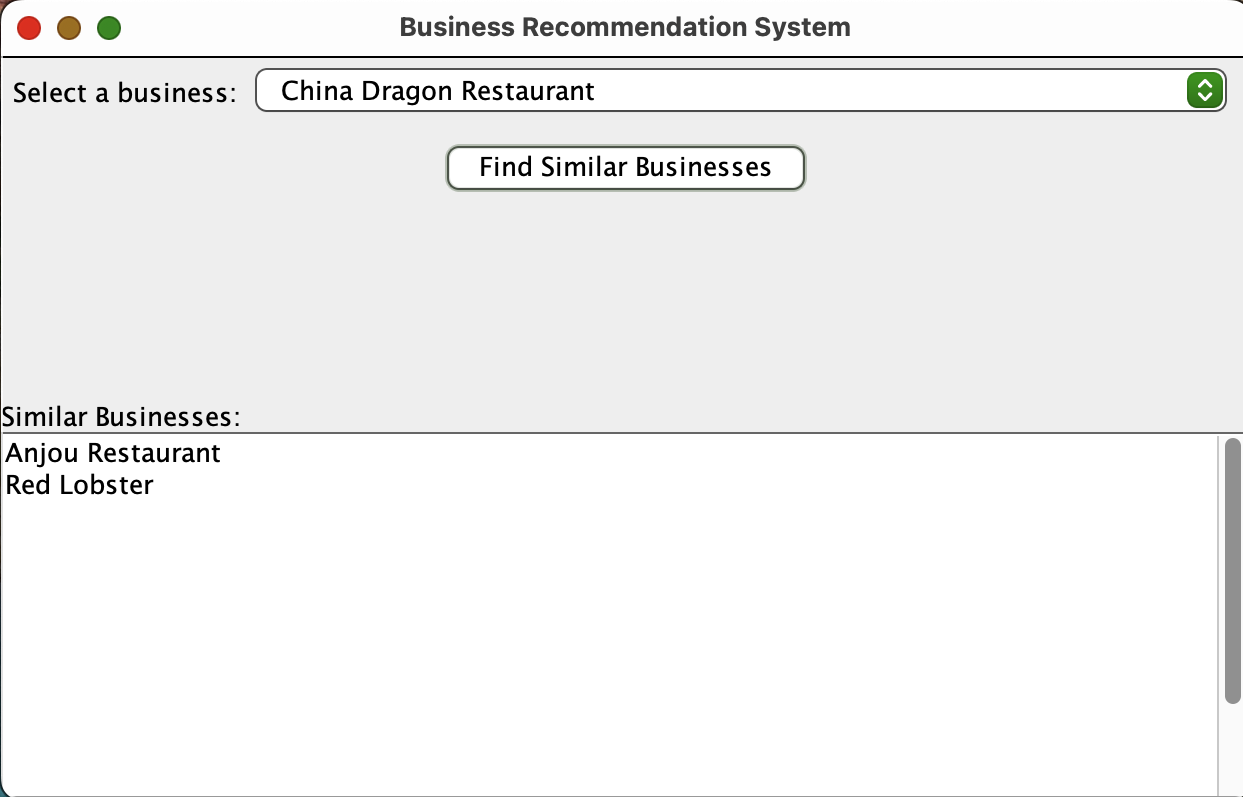 Business Recommendation System
Select a business: China Dragon Restaurant
Find Similar Businesses
Similar Businesses:
Anjou Restaurant
Red Lobster